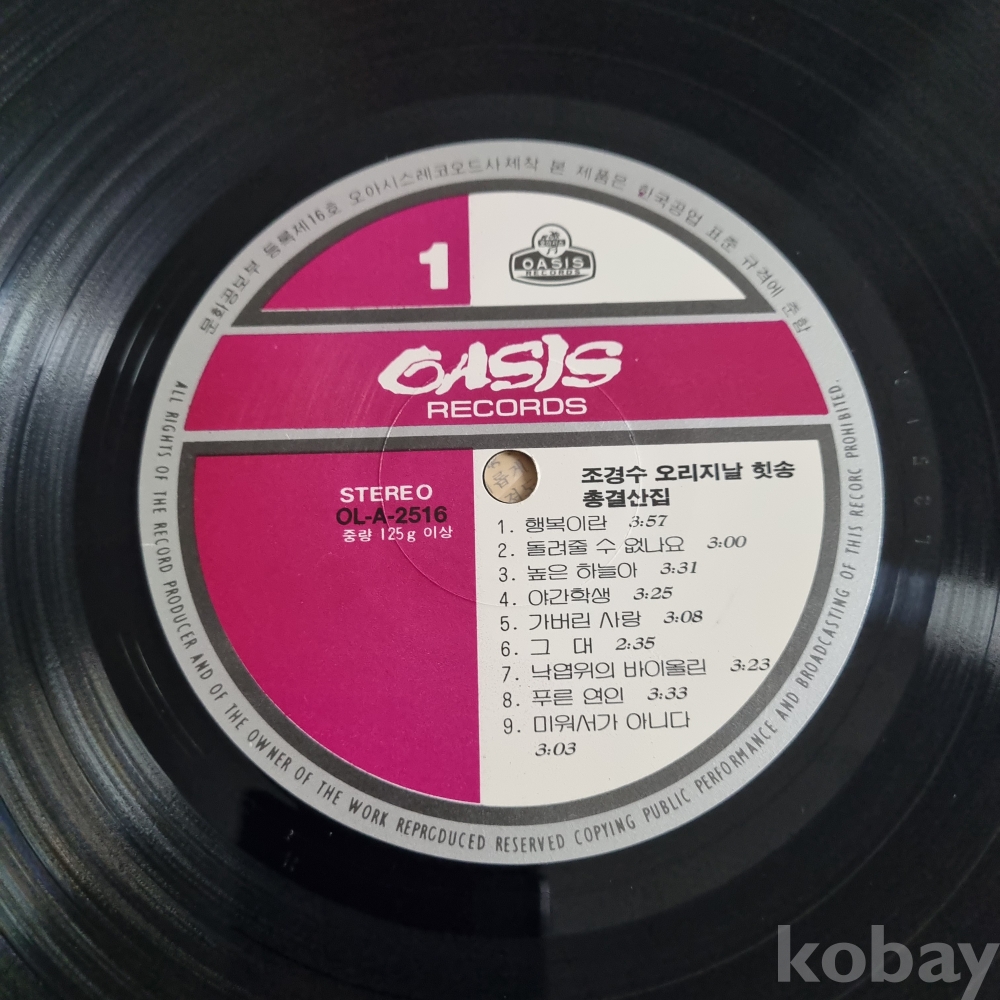 문화공보부 등록제16호 오아시스레코오드사제작 본 제품은 한국공업 표준 규격에 준함
1
OASIS
RECORDS
OASIS
RECORDS
STEREO
OL-A-2516
중량 125g 이상
조경수 오리지날 힛송
총결산집
1. 행복이란 3:57
2. 돌려줄 수 없나요 3:00
3. 높은 하늘아 3:31
4. 야간학생 3:25
5. 가버린 사랑 3:08
6. 그 대 2:35
7. 낙엽위의 바이올린 3:23
8. 푸른 연인 3:33
9. 미워서가 아니다
3:03
ALL RIGHTS OF THE RECORD PRODUCER AND OF THE OWNER OF THE WORK REPRCDUCED RESERVED COPYING PUBLIC PERFORMANCE AND BROADCASTING OF THIS RECORC PROHIBITED.
kobay